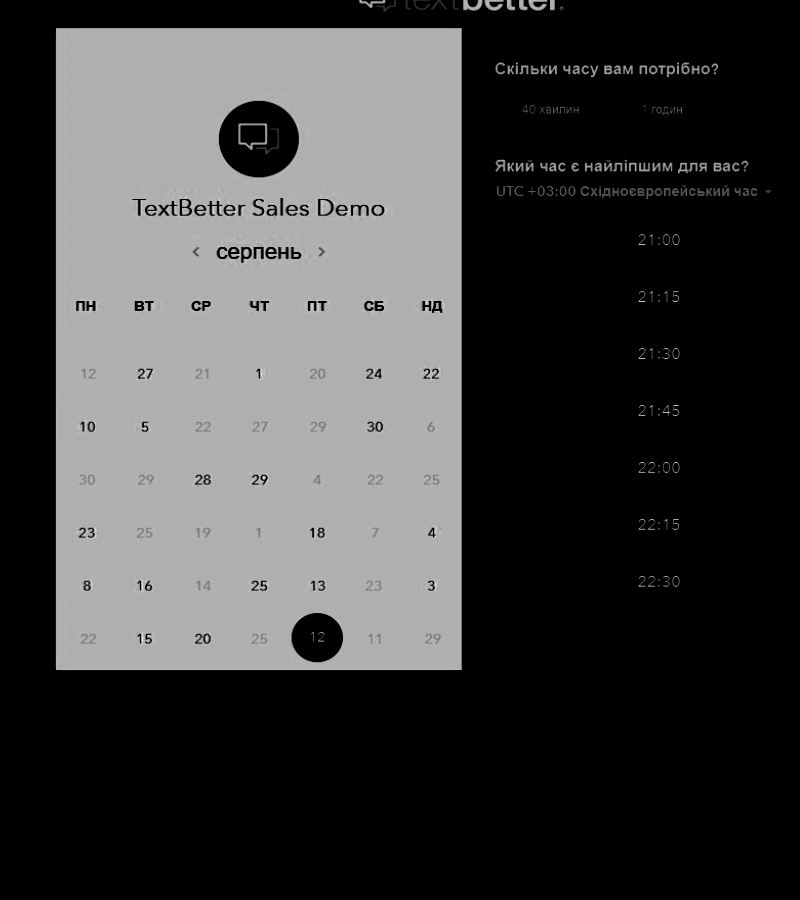 textbetter.
TextBetter Sales Demo
< серпень >
ПН ВТ СР ЧТ ПТ СБ НД
12 27 21 1 20 24 22
10 5 22 27 29 30 6
30 29 28 29 4 22 25
23 25 19 1 18 7 4
8 16 14 25 13 23 3
22 15 20 25 12 11 29
Скільки часу вам потрібно?
40 хвилин 1 годин
Який час є найліпшим для вас?
UTC +03:00 Східноєвропейський час
21:00
21:15
21:30
21:45
22:00
22:15
22:30